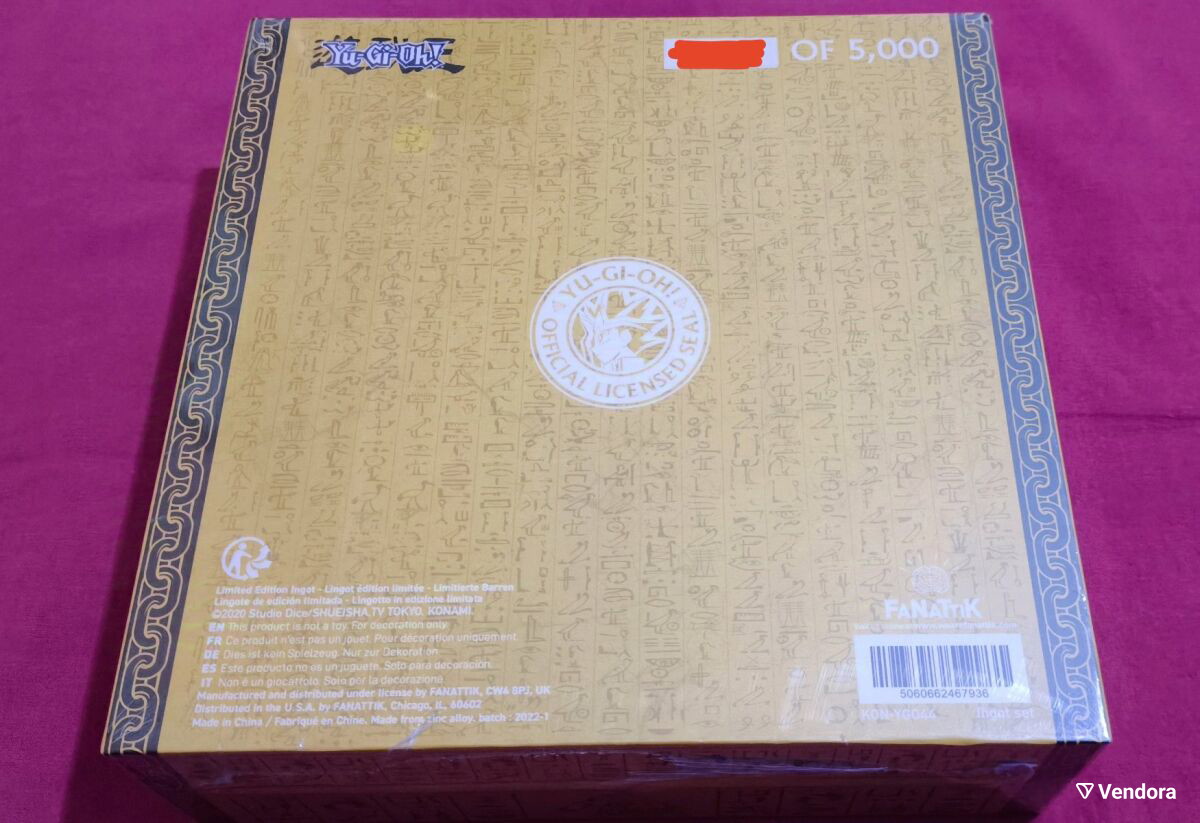 Yu-Gi-Oh!
OF 5,000
YU-GI-OH!
OFFICIAL LICENSED SEAL
Limited Edition Ingot - Lingot édition limitée - Limitierte Barren
Lingote de edición limitada - Lingotto in edizione limitata
©2020 Studio Dice/SHUEISHA, TV TOKYO, KONAMI.
EN This product is not a toy. For decoration only.
FR Ce produit n'est pas un jouet. Pour décoration uniquement.
DE Dies ist kein Spielzeug. Nur zur Dekoration.
ES Este producto no es un juguete. Solo para decoración.
IT Non è un giocattolo. Solo per la decorazione.
Manufactured and distributed under license by FANATTIK, CW6 8PJ, UK
Distributed in the U.S.A. by FANATTIK, Chicago, IL, 60602
Made in China / Fabriqué en Chine. Made from zinc alloy. batch : 2022-1
FANATTIK
5060662467936
Ingot set
Vendora